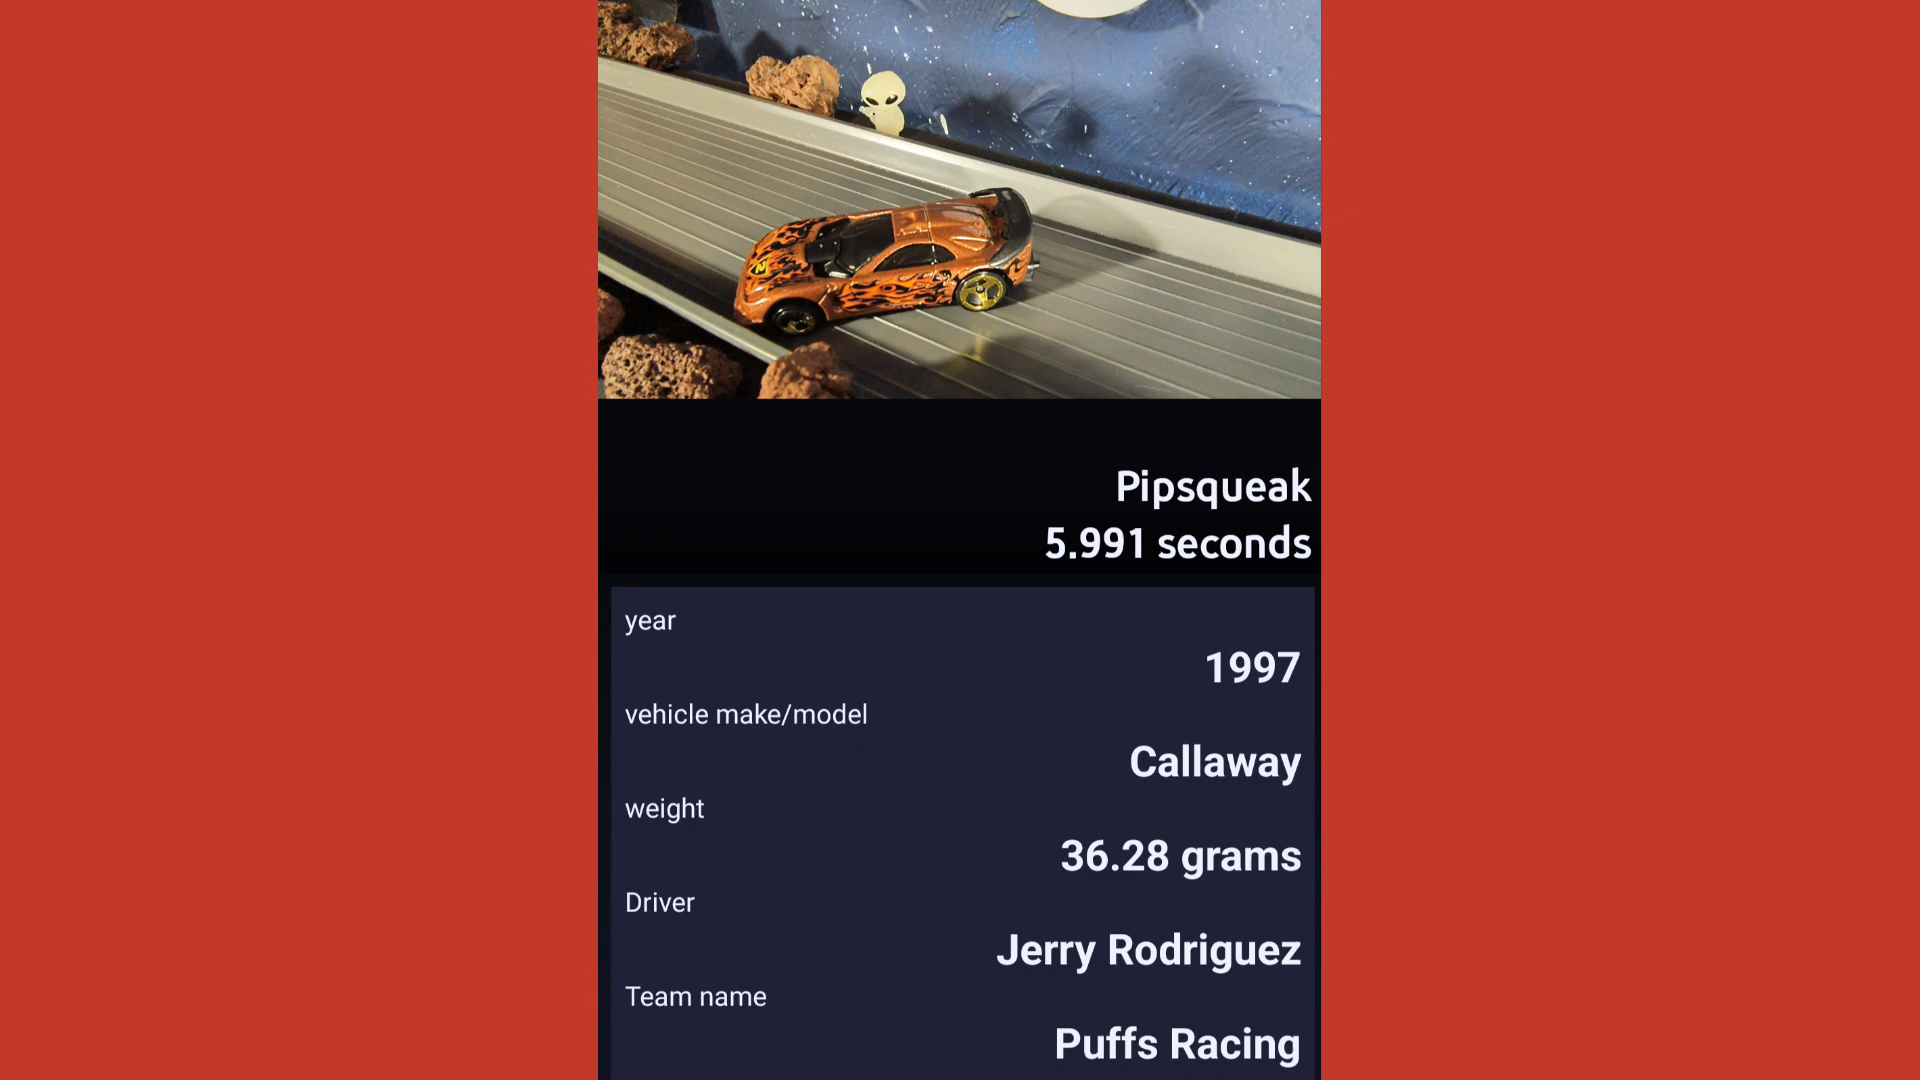 Pipsqueak
5.991 seconds
year
1997
vehicle make/model
Callaway
weight
36.28 grams
Driver
Jerry Rodriguez
Team name
Puffs Racing